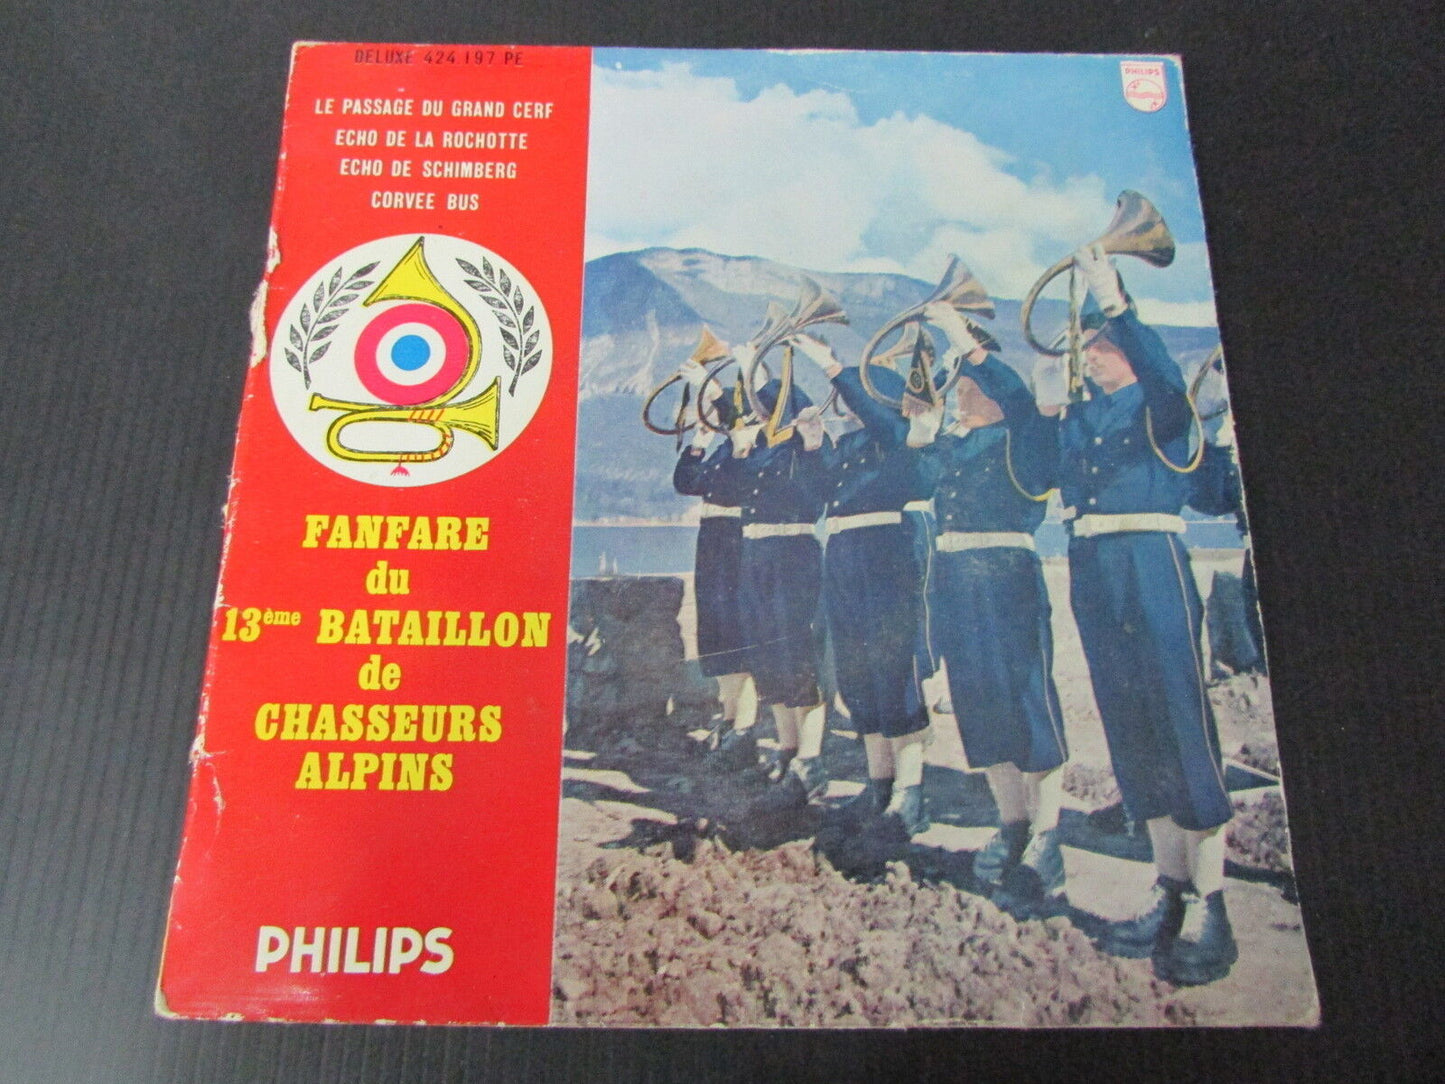 DELUXE 424.197 PE
LE PASSAGE DU GRAND CERF
ECHO DE LA ROCHOTTE
ECHO DE SCHIMBERG
CORVEE BUS
FANFARE
du
13ème BATAILLON
de
CHASSEURS
ALPINS
PHILIPS
PHILIPS